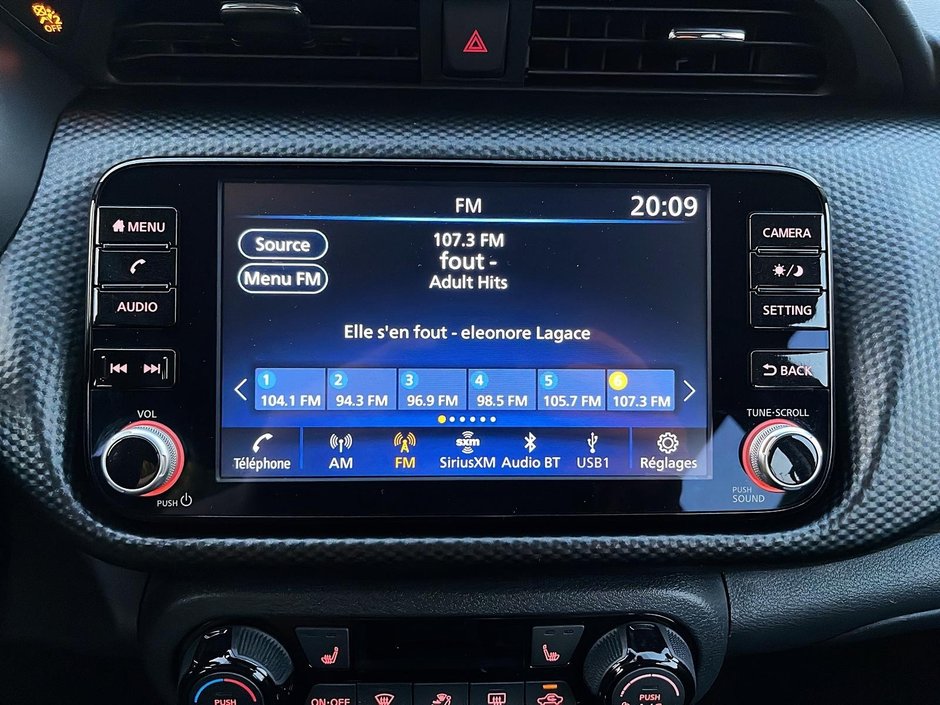 OFF
FM
20:09
MENU
Source
107.3 FM
fout -
Adult Hits
Menu FM
CAMERA
AUDIO
SETTING
Elle s'en fout - eleonore Lagace
BACK
1 2 3 4 5 6
104.1 FM 94.3 FM 96.9 FM 98.5 FM 105.7 FM 107.3 FM
VOL
TUNE·SCROLL
sxm
Téléphone AM FM SiriusXM Audio BT USB1 Réglages
PUSH
PUSH
SOUND
ON·OFF
PUSH
PUSH